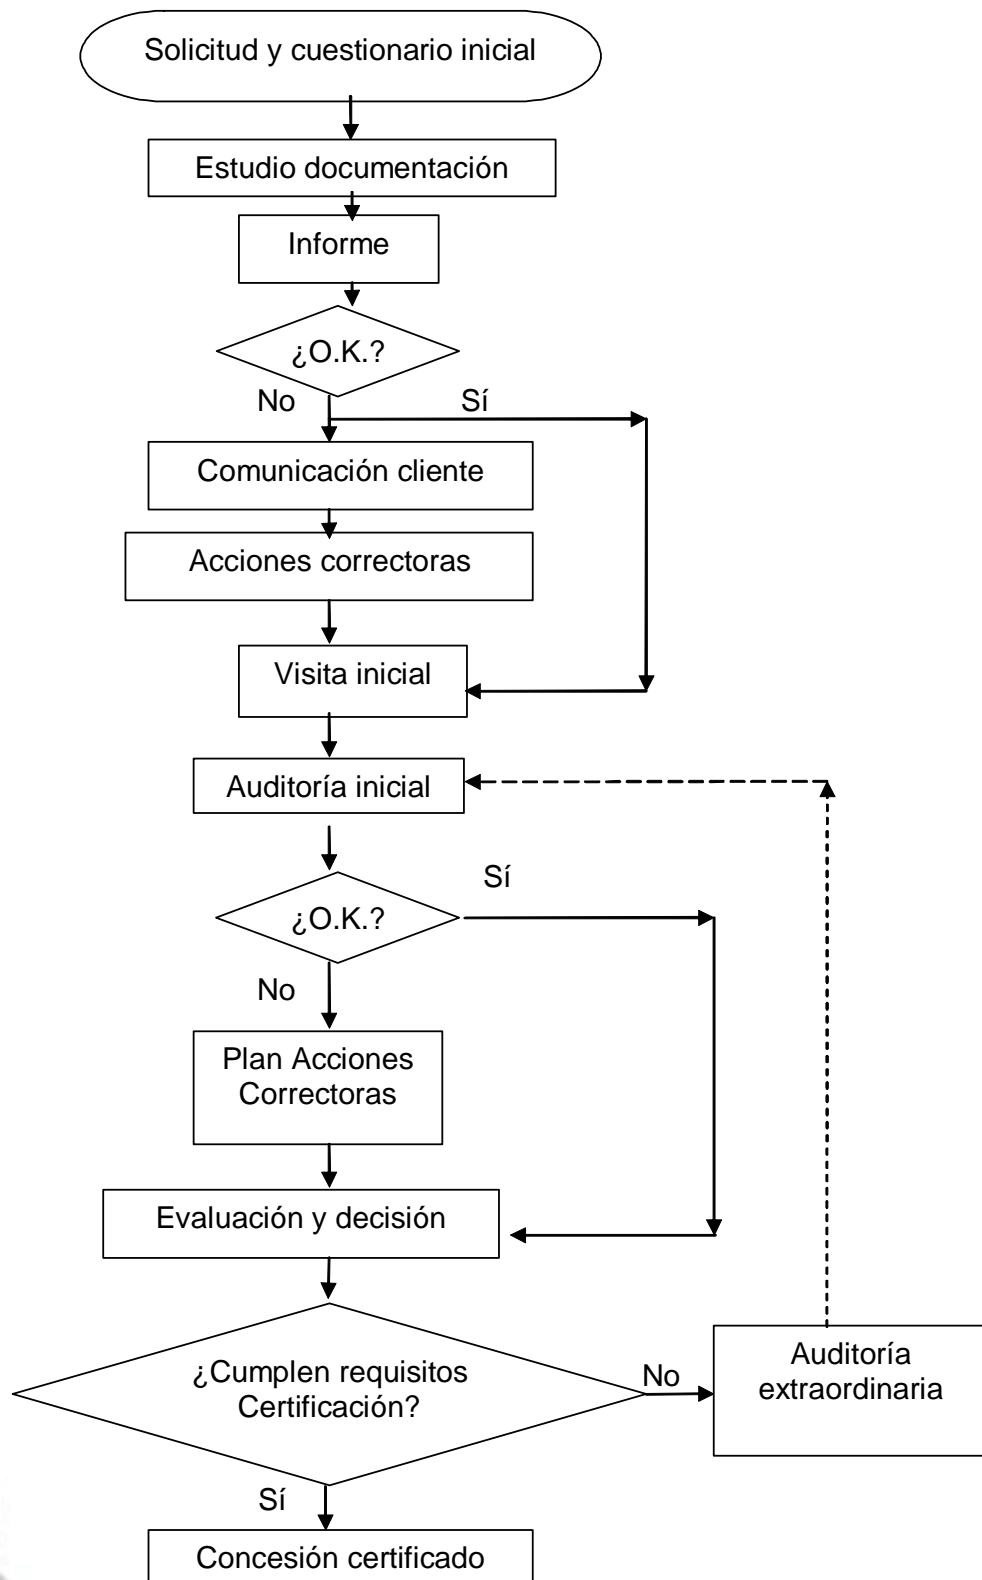 Solicitud y cuestionario inicial
Estudio documentación
Informe
¿O.K.?
No
Sí
Comunicación cliente
Acciones correctoras
Visita inicial
Auditoría inicial
Sí
¿O.K.?
No
Plan Acciones
Correctoras
Evaluación y decisión
¿Cumplen requisitos
Certificación?
No
Auditoría
extraordinaria
Sí
Concesión certificado